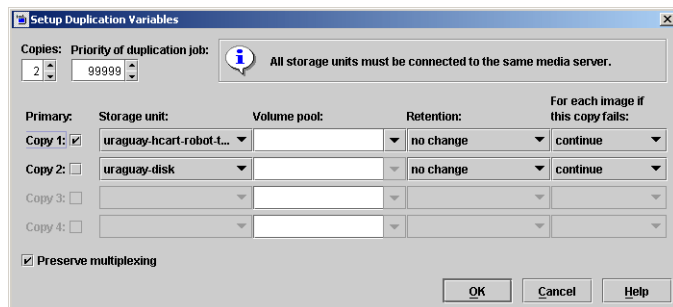 Setup Duplication Variables
Copies: Priority of duplication job:
2 99999 All storage units must be connected to the same media server.
For each image if
Primary: Storage unit: Volume pool: Retention: this copy fails:
Copy 1: uraguay-hcart-robot-t... no change continue
Copy 2: uraguay-disk no change continue
Copy 3:
Copy 4:
Preserve multiplexing
OK Cancel Help